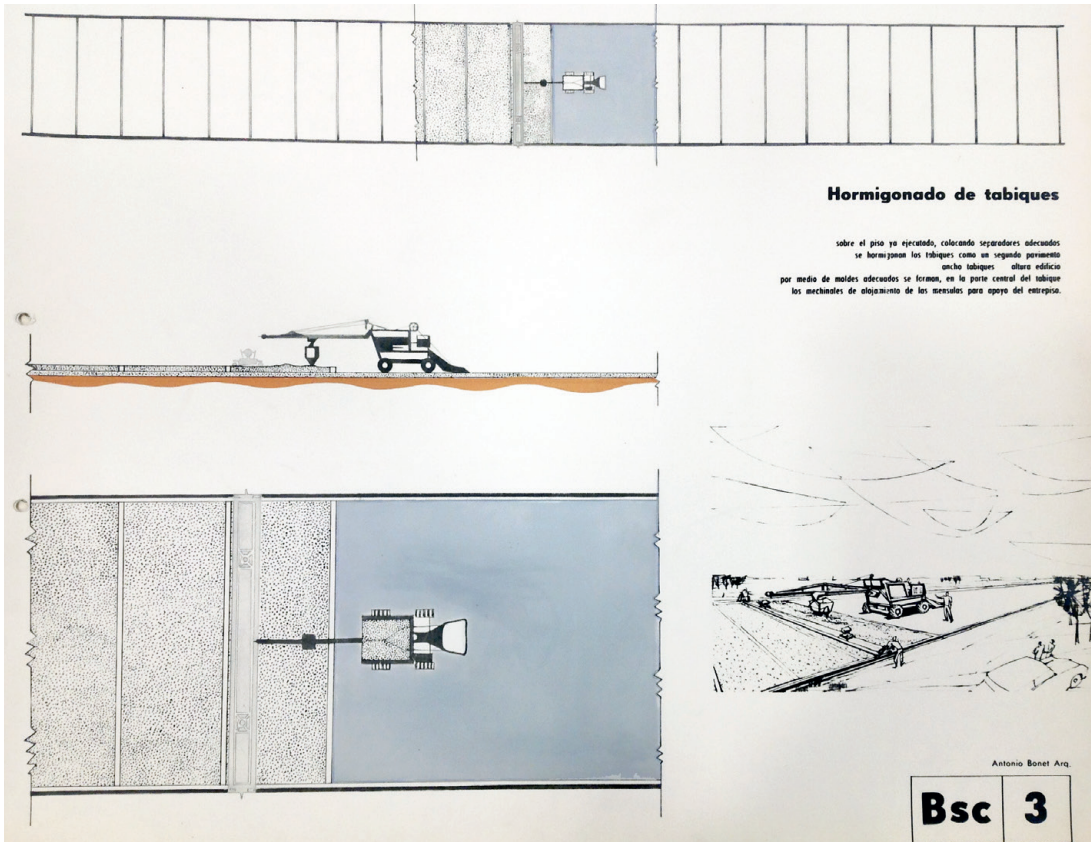 Hormigonado de tabiques
sobre el piso ya ejecutado, colocando separadores adecuados
se hormigonan los tabiques como un segundo pavimento
ancho tabiques altura edificio
por medio de moldes adecuados se forman, en la parte central del tabique
los mechinales de alojamiento de las mensulas para apoyo del entrepiso.
Antonio Bonet Arq.
Bsc 3